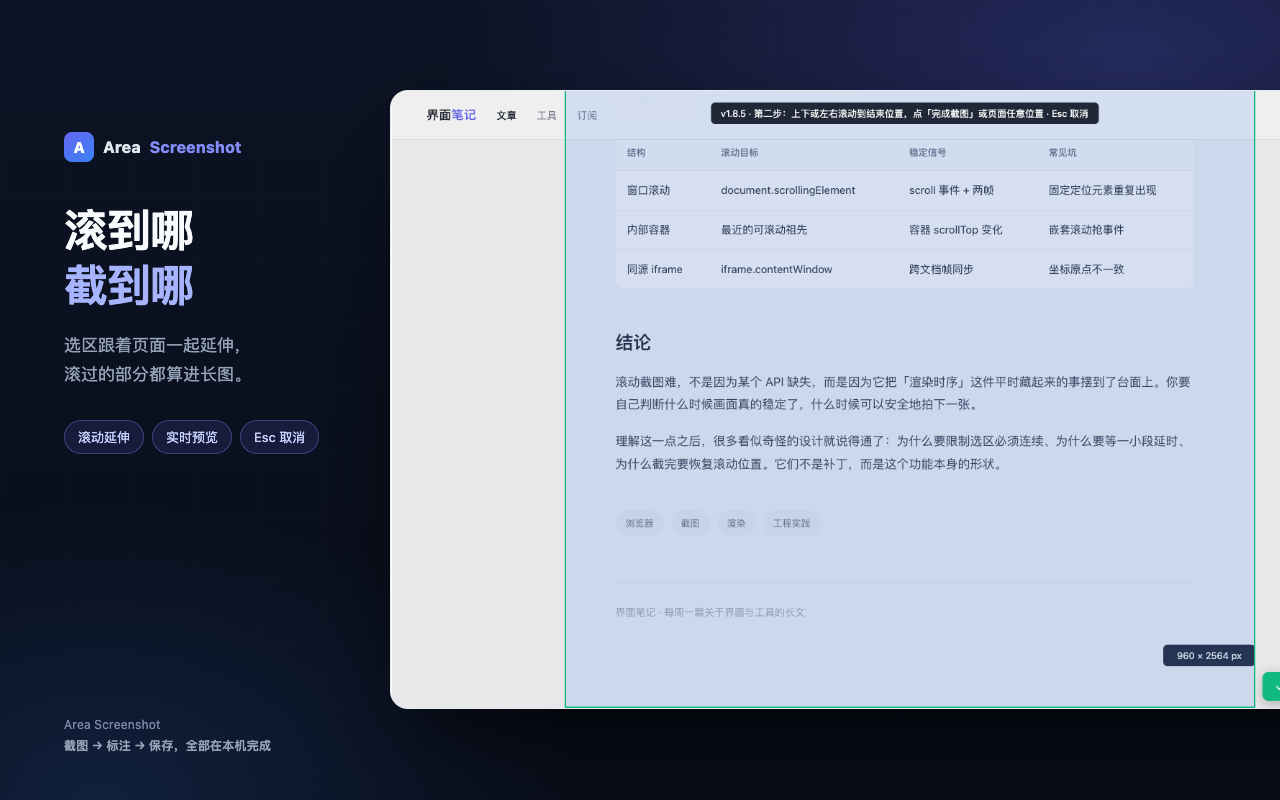 A Area Screenshot
滚到哪
截到哪
选区跟着页面一起延伸，
滚过的部分都算进长图。
滚动延伸 实时预览 Esc 取消
Area Screenshot
截图 → 标注 → 保存，全部在本机完成
界面笔记 文章 工具 订阅
v1.8.5 · 第二步：上下或左右滚动到结束位置，点「完成截图」或页面任意位置 · Esc 取消
结构 滚动目标 稳定信号 常见坑
窗口滚动 document.scrollingElement scroll 事件 + 两帧 固定定位元素重复出现
内部容器 最近的可滚动祖先 容器 scrollTop 变化 嵌套滚动抢事件
同源 iframe iframe.contentWindow 跨文档帧同步 坐标原点不一致
结论
滚动截图难，不是因为某个 API 缺失，而是因为它把「渲染时序」这件平时藏起来的事摆到了台面上。你要
自己判断什么时候画面真的稳定了，什么时候可以安全地拍下一张。
理解这一点之后，很多看似奇怪的设计就说得通了：为什么要限制选区必须连续、为什么要等一小段延时、
为什么截完要恢复滚动位置。它们不是补丁，而是这个功能本身的形状。
浏览器 截图 渲染 工程实践
界面笔记 · 每周一篇关于界面与工具的长文
960 × 2564 px